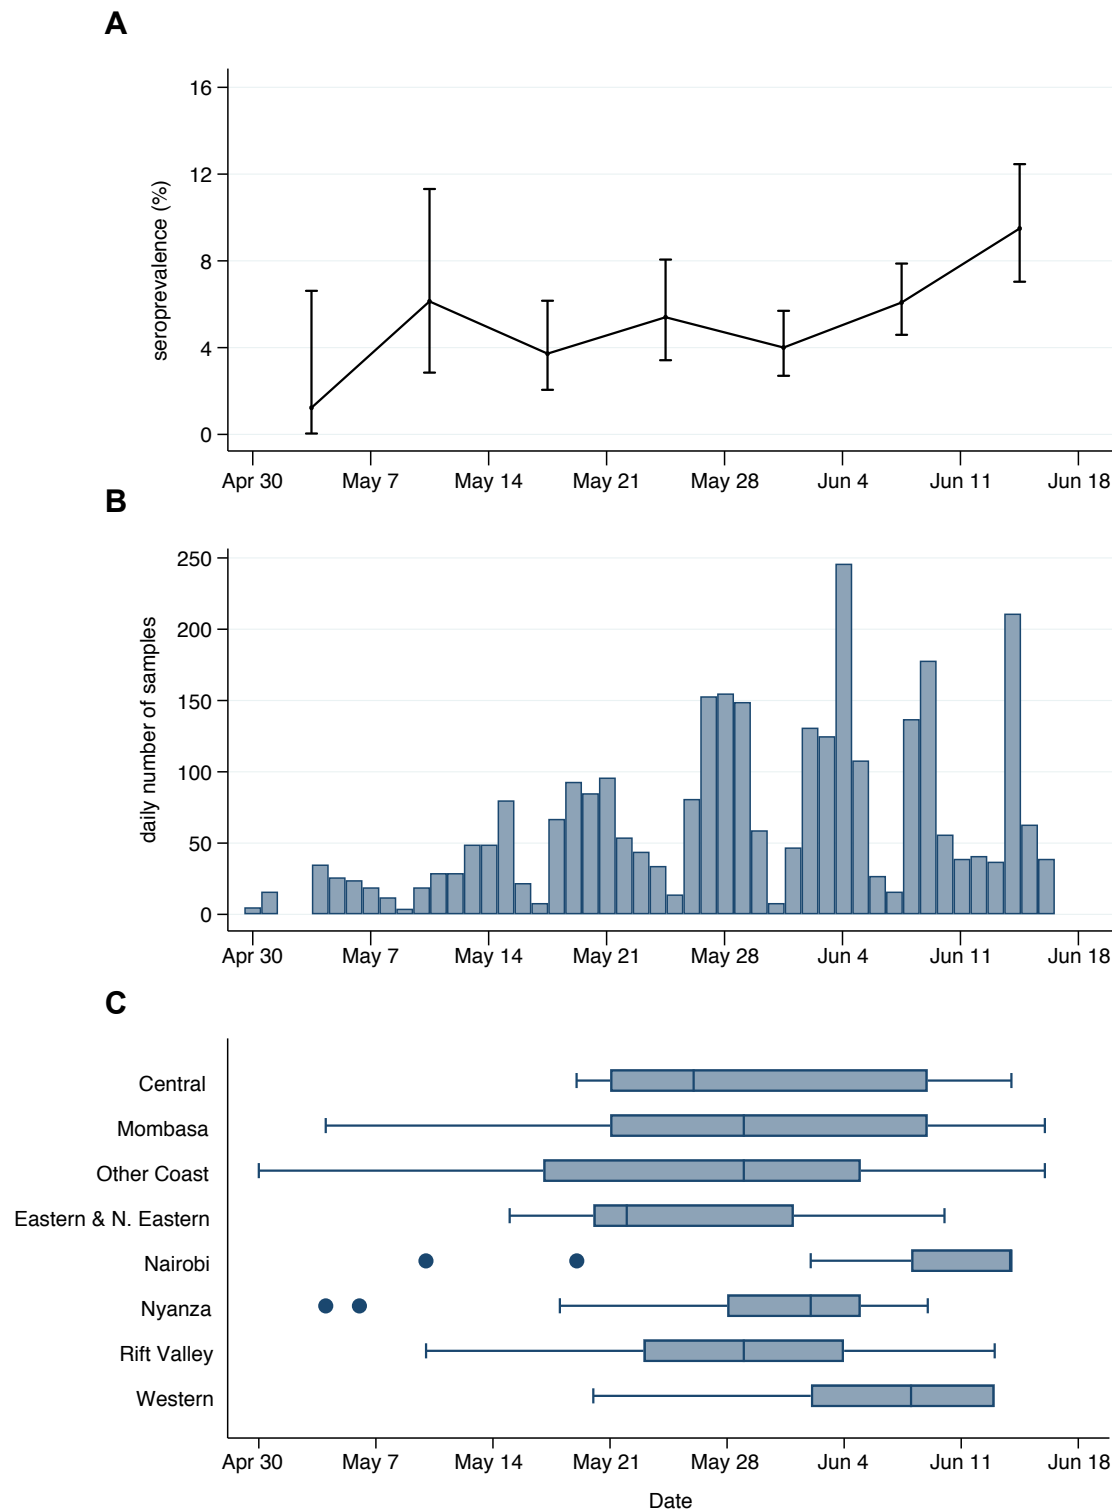 A
16
12
8
4
0
seroprevalence (%)
Apr 30 May 7 May 14 May 21 May 28 Jun 4 Jun 11 Jun 18
B
250
200
150
100
50
0
daily number of samples
Apr 30 May 7 May 14 May 21 May 28 Jun 4 Jun 11 Jun 18
C
Central
Mombasa
Other Coast
Eastern & N. Eastern
Nairobi
Nyanza
Rift Valley
Western
Apr 30 May 7 May 14 May 21 May 28 Jun 4 Jun 11 Jun 18
Date